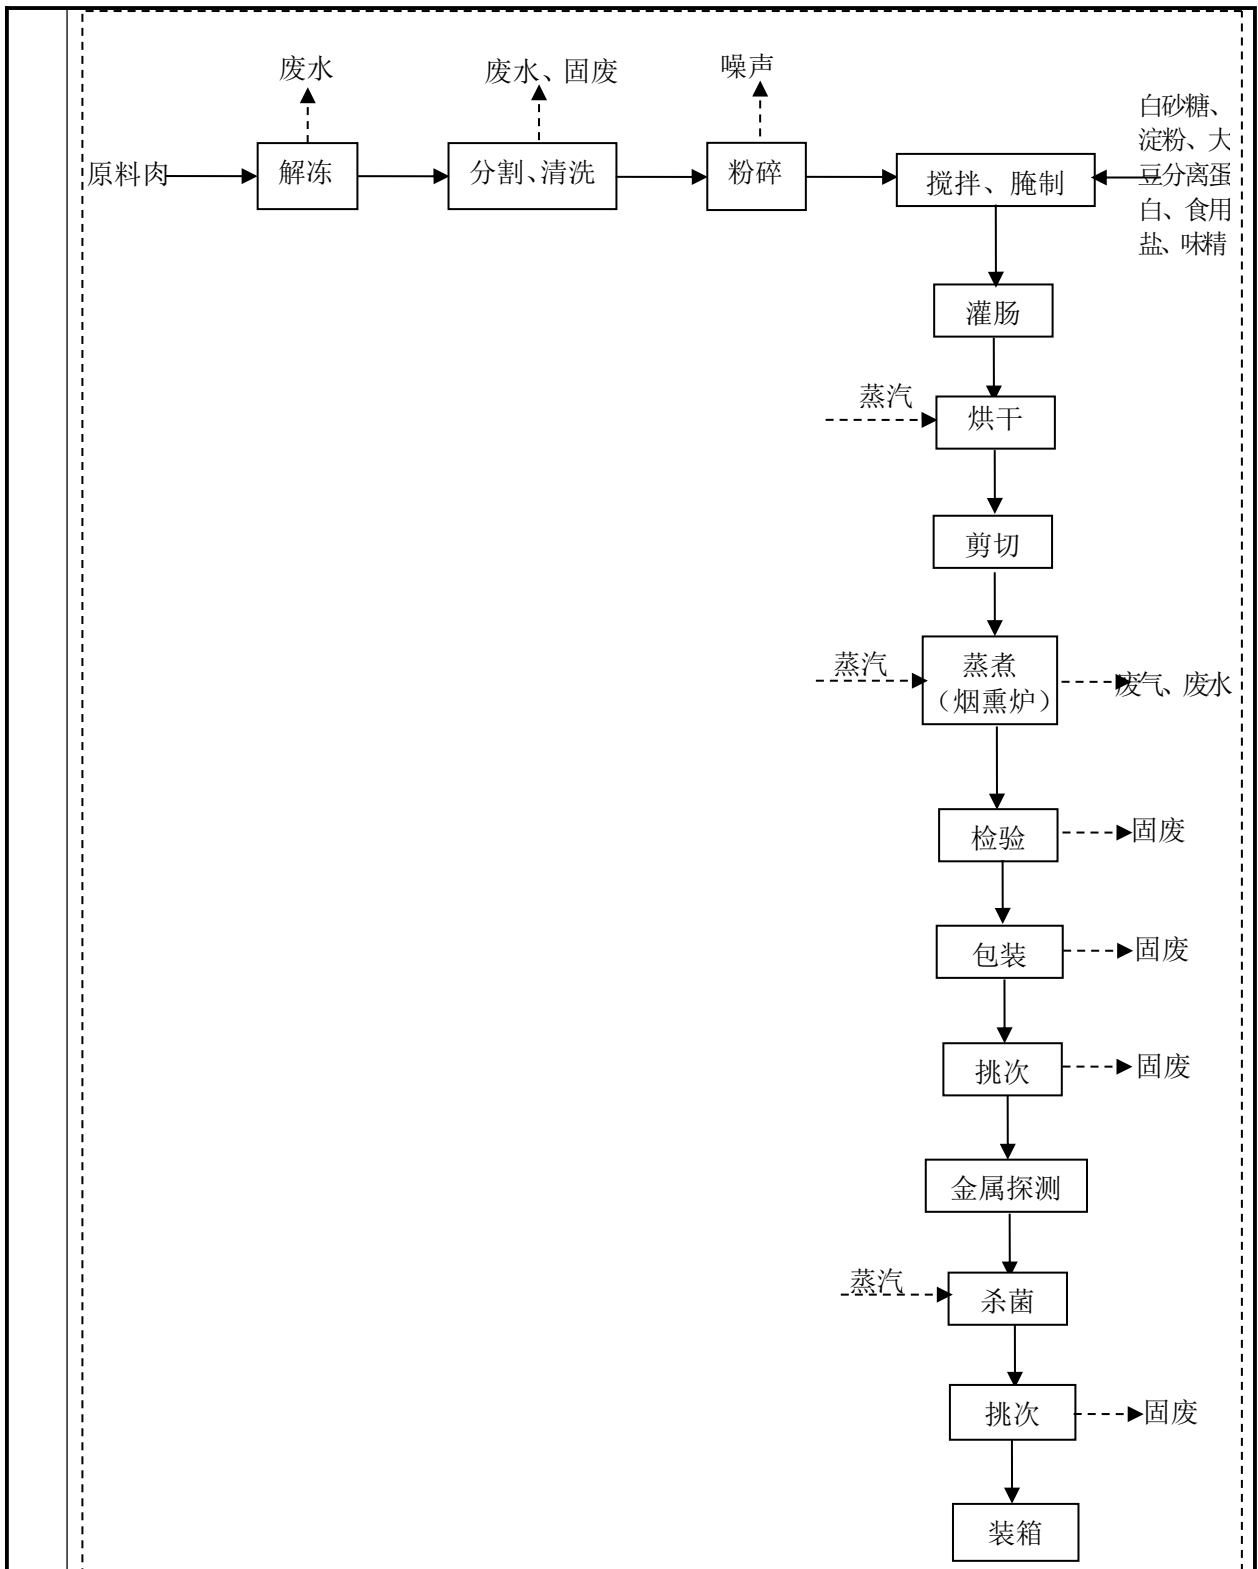 废水
废水、固废
噪声
原料肉
解冻
分割、清洗
粉碎
搅拌、腌制
白砂糖、
淀粉、大
豆分离蛋
白、食用
盐、味精
灌肠
蒸汽
烘干
剪切
蒸汽
蒸煮
（烟熏炉）
废气、废水
检验
固废
包装
固废
挑次
固废
金属探测
蒸汽
杀菌
挑次
固废
装箱